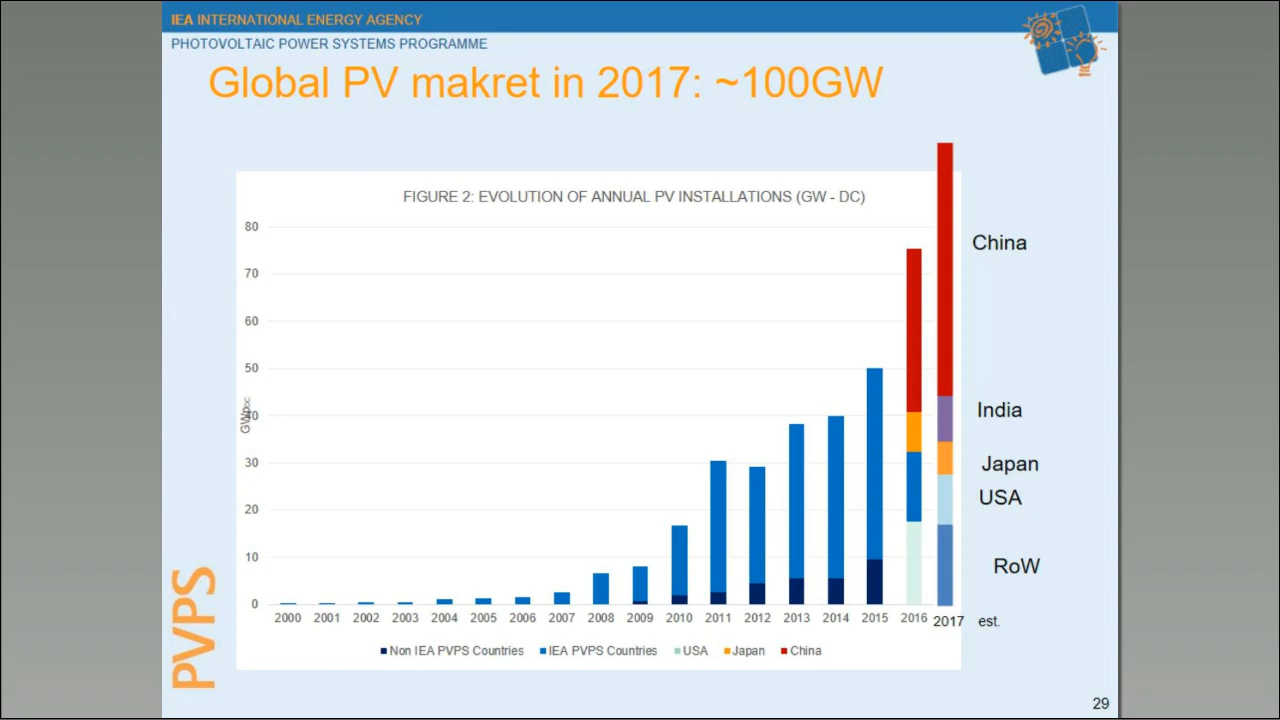 IEA INTERNATIONAL ENERGY AGENCY
PHOTOVOLTAIC POWER SYSTEMS PROGRAMME
Global PV makret in 2017: ~100GW
FIGURE 2: EVOLUTION OF ANNUAL PV INSTALLATIONS (GW - DC)
80
70
60
50
40
30
20
10
0
GWpDC
China
India
Japan
USA
RoW
2000 2001 2002 2003 2004 2005 2006 2007 2008 2009 2010 2011 2012 2013 2014 2015 2016 2017 est.
Non IEA PVPS Countries IEA PVPS Countries USA Japan China
PVPS
29